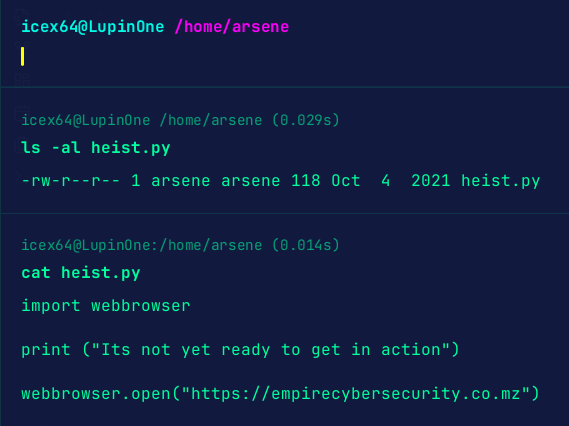 icex64@LupinOne /home/arsene
icex64@LupinOne /home/arsene (0.029s)
ls -al heist.py
-rw-r--r-- 1 arsene arsene 118 Oct  4  2021 heist.py
icex64@LupinOne:/home/arsene (0.014s)
cat heist.py
import webbrowser
print ("Its not yet ready to get in action")
webbrowser.open("https://empirecybersecurity.co.mz")